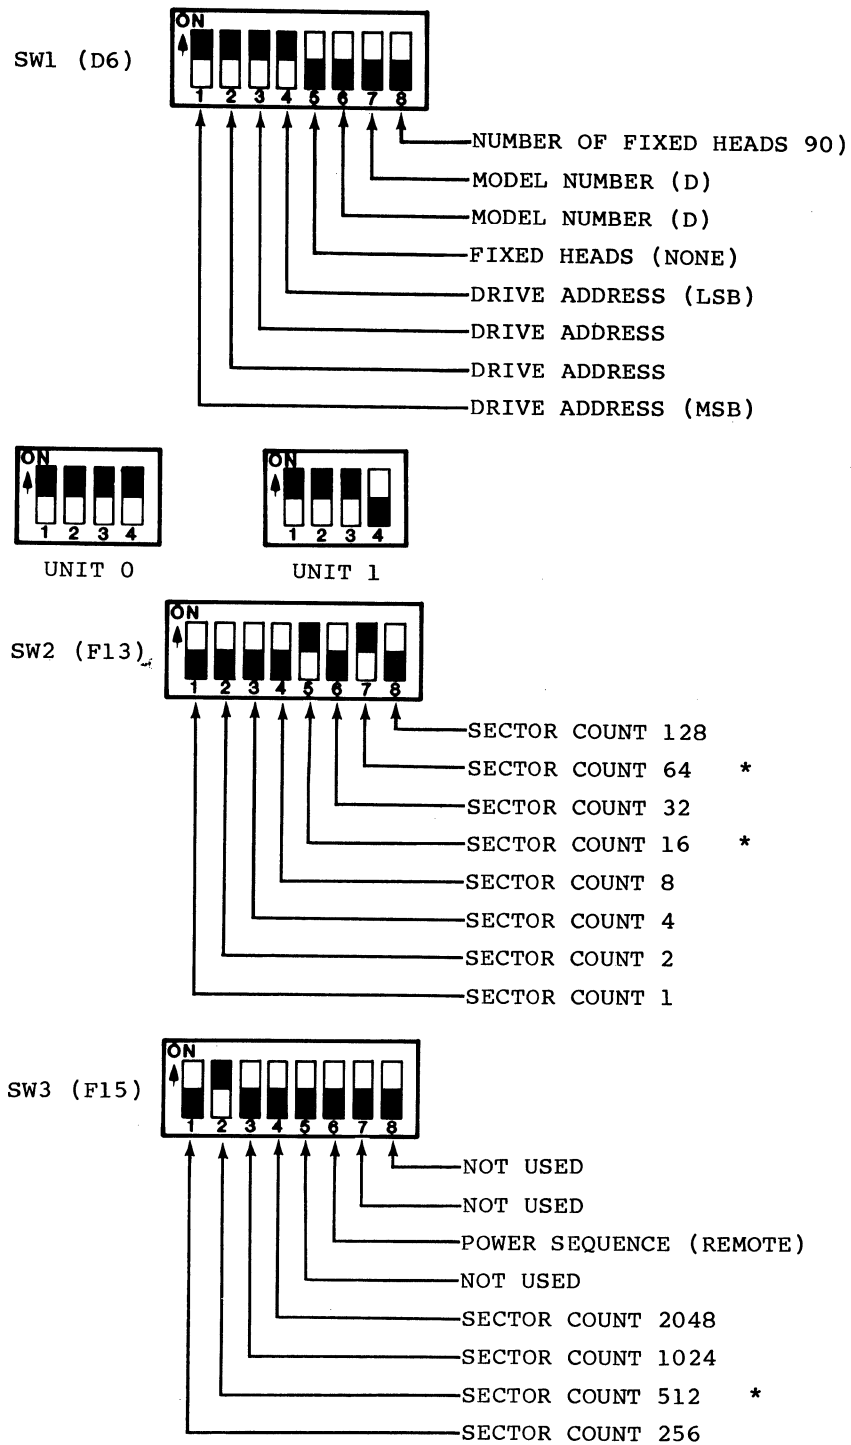 ON
SW1 (D6)
1 2 3 4 5 6 7 8
NUMBER OF FIXED HEADS 90)
MODEL NUMBER (D)
MODEL NUMBER (D)
FIXED HEADS (NONE)
DRIVE ADDRESS (LSB)
DRIVE ADDRESS
DRIVE ADDRESS
DRIVE ADDRESS (MSB)
ON ON
1 2 3 4 1 2 3 4
UNIT 0 UNIT 1
ON
SW2 (F13)
1 2 3 4 5 6 7 8
SECTOR COUNT 128
SECTOR COUNT 64 *
SECTOR COUNT 32
SECTOR COUNT 16 *
SECTOR COUNT 8
SECTOR COUNT 4
SECTOR COUNT 2
SECTOR COUNT 1
ON
SW3 (F15)
1 2 3 4 5 6 7 8
NOT USED
NOT USED
POWER SEQUENCE (REMOTE)
NOT USED
SECTOR COUNT 2048
SECTOR COUNT 1024
SECTOR COUNT 512 *
SECTOR COUNT 256